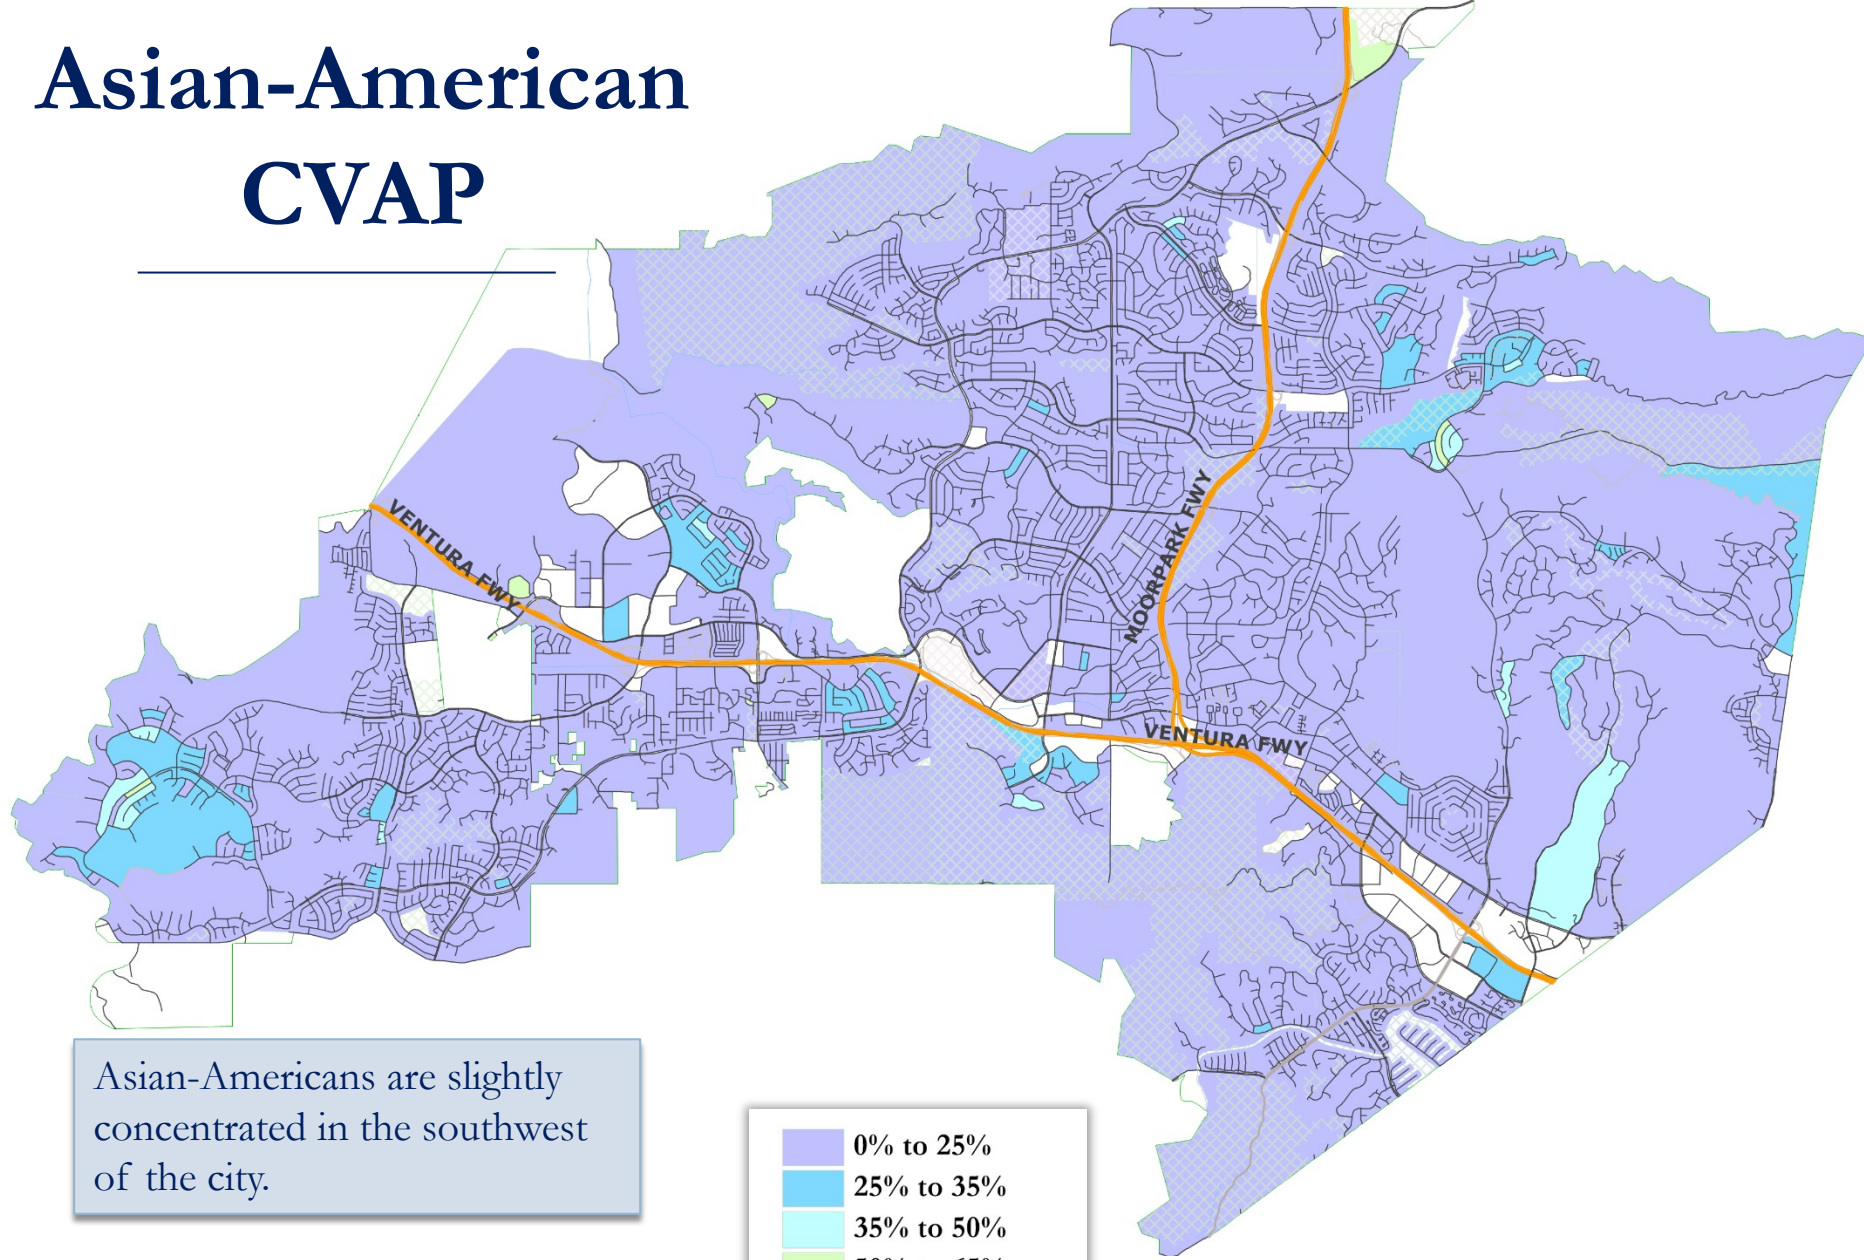 Asian-American
CVAP
VENTURA FWY
MOORPARK FWY
VENTURA FWY
Asian-Americans are slightly
concentrated in the southwest
of the city.
0% to 25%
25% to 35%
35% to 50%